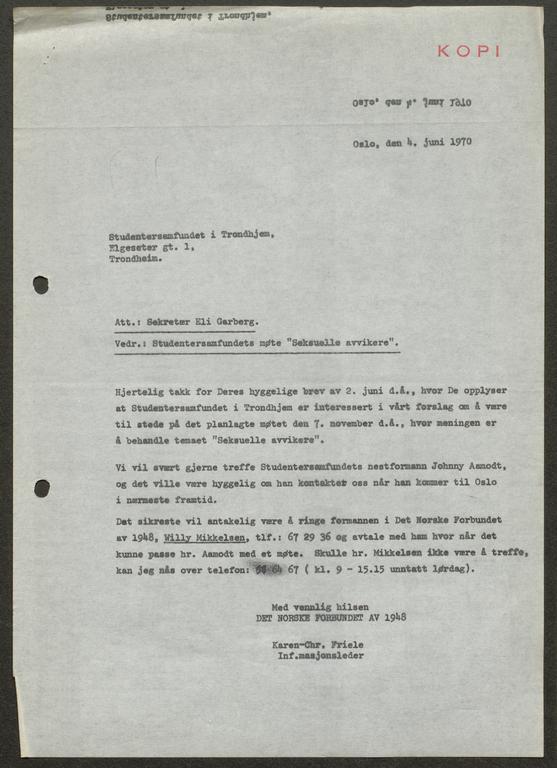 Studentersamfundet i Trondhjem,
KOPI
Oslo, den 4. juni 1970
Oslo, den 4. juni 1970
Studentersamfundet i Trondhjem,
Elgeseter gt. 1,
Trondheim.
Att.: Sekretær Eli Garberg.
Vedr.: Studentersamfundets møte "Seksuelle avvikere".
Hjertelig takk for Deres hyggelige brev av 2. juni d.å., hvor De opplyser
at Studentersamfundet i Trondhjem er interessert i vårt forslag om å være
til stede på det planlagte møtet den 7. november d.å., hvor meningen er
å behandle temaet "Seksuelle avvikere".
Vi vil svært gjerne treffe Studentersamfundets nestformann Johnny Aamodt,
og det ville være hyggelig om han kontakter oss når han kommer til Oslo
i nærmeste framtid.
Det sikreste vil antakelig være å ringe formannen i Det Norske Forbundet
av 1948, Willy Mikkelsen, tlf.: 67 29 36 og avtale med ham hvor når det
kunne passe hr. Aamodt med et møte. Skulle hr. Mikkelsen ikke være å treffe,
kan jeg nås over telefon: 67 ( kl. 9 - 15.15 unntatt lørdag).
Med vennlig hilsen
DET NORSKE FORBUNDET AV 1948
Karen-Chr. Friele
Inf.masjonsleder